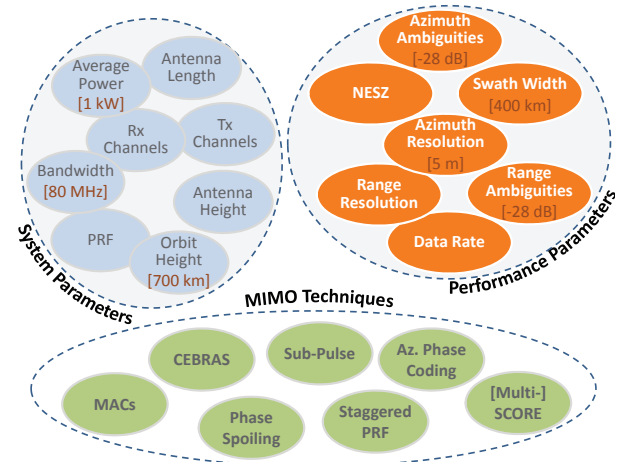 Average
Power
[1 kW]
Antenna
Length
Rx
Channels
Tx
Channels
Bandwidth
[80 MHz]
Antenna
Height
PRF
Orbit
Height
[700 km]
System Parameters
Azimuth
Ambiguities
[-28 dB]
NESZ
Swath Width
[400 km]
Azimuth
Resolution
[5 m]
Range
Resolution
Range
Ambiguities
[-28 dB]
Data Rate
Performance Parameters
MIMO Techniques
CEBRAS
Sub-Pulse
Az. Phase
Coding
MACs
Phase
Spoiling
Staggered
PRF
[Multi-]
SCORE